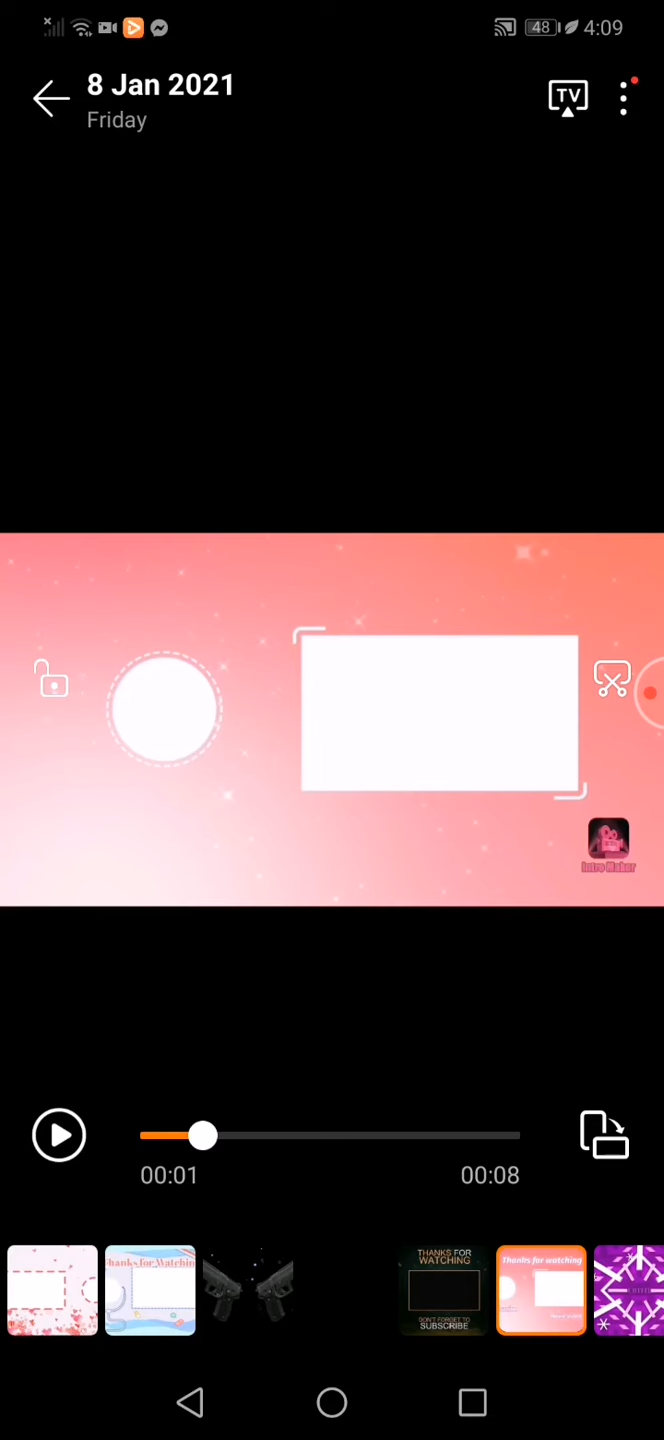 48 4:09
8 Jan 2021
Friday
TV
Intro Maker
00:01
00:08
Thanks for Watching
THANKS FOR
WATCHING
DON'T FORGET TO
SUBSCRIBE
Thanks for watching